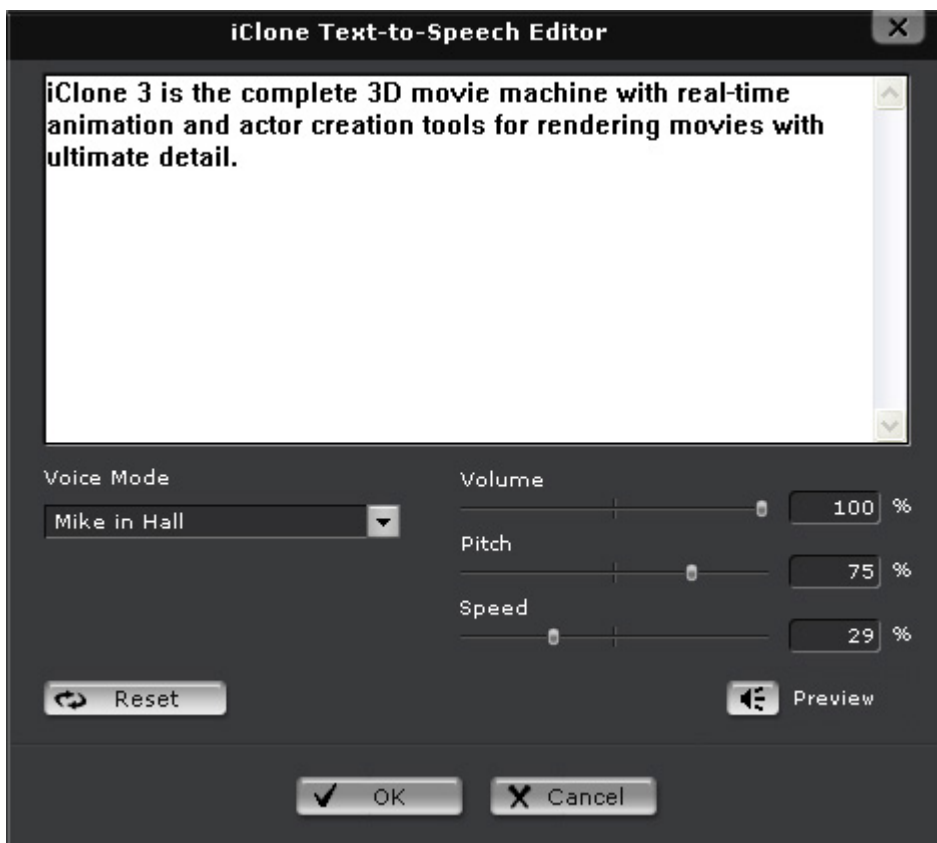 iClone Text-to-Speech Editor
iClone 3 is the complete 3D movie machine with real-time
animation and actor creation tools for rendering movies with
ultimate detail.
Voice Mode
Mike in Hall
Volume
100 %
Pitch
75 %
Speed
29 %
Reset
Preview
OK
Cancel